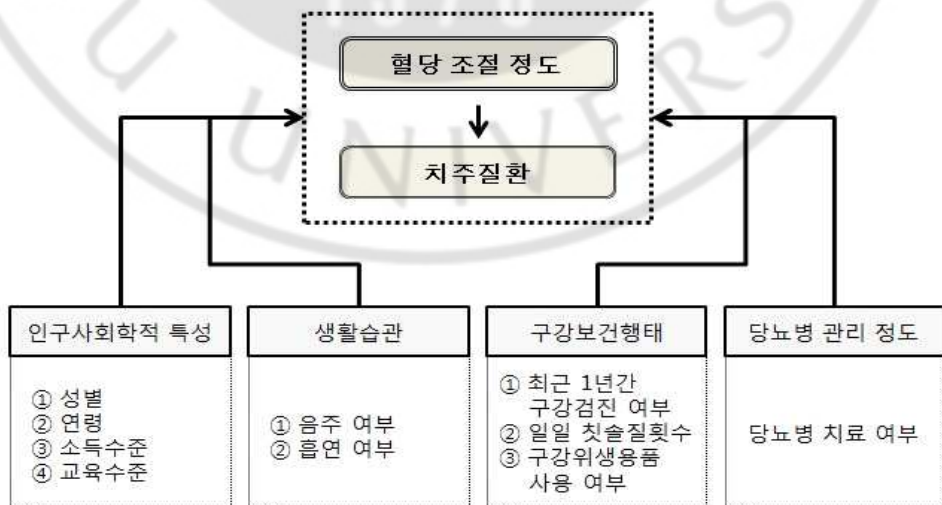 UNIVERS
혈당 조절 정도
치주질환
인구사회학적 특성
① 성별
② 연령
③ 소득수준
④ 교육수준
생활습관
① 음주 여부
② 흡연 여부
구강보건행태
① 최근 1년간
구강검진 여부
② 일일 칫솔질횟수
③ 구강위생용품
사용 여부
당뇨병 관리 정도
당뇨병 치료 여부